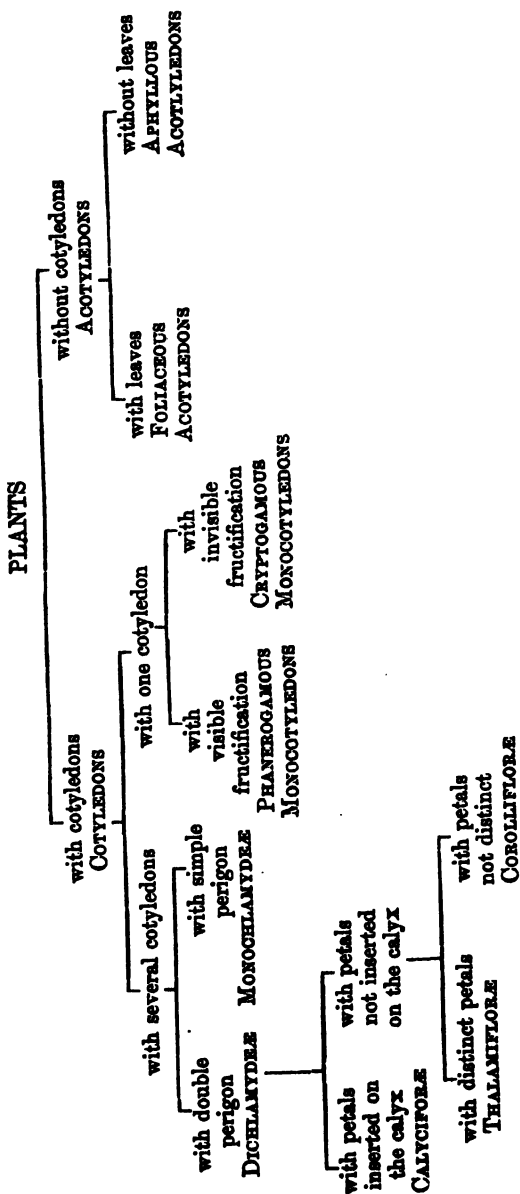 PLANTS
with cotyledons
COTYLEDONS
without cotyledons
ACOTYLEDONS
with several cotyledons
with one cotyledon
with leaves
FOLIACEOUS
ACOTYLEDONS
without leaves
APHYLLOUS
ACOTLYLEDONS
with double
perigon
DICHLAMYDEÆ
with simple
perigon
MONOCHLAMYDEÆ
with
visible
fructification
PHANEROGAMOUS
MONOCOTYLEDONS
with
invisible
fructification
CRYPTOGAMOUS
MONOCOTYLEDONS
with petals
inserted on
the calyx
CALYCIFORÆ
with petals
not inserted
on the calyx
with distinct petals
THALAMIFLORÆ
with petals
not distinct
COROLLIFLORÆ